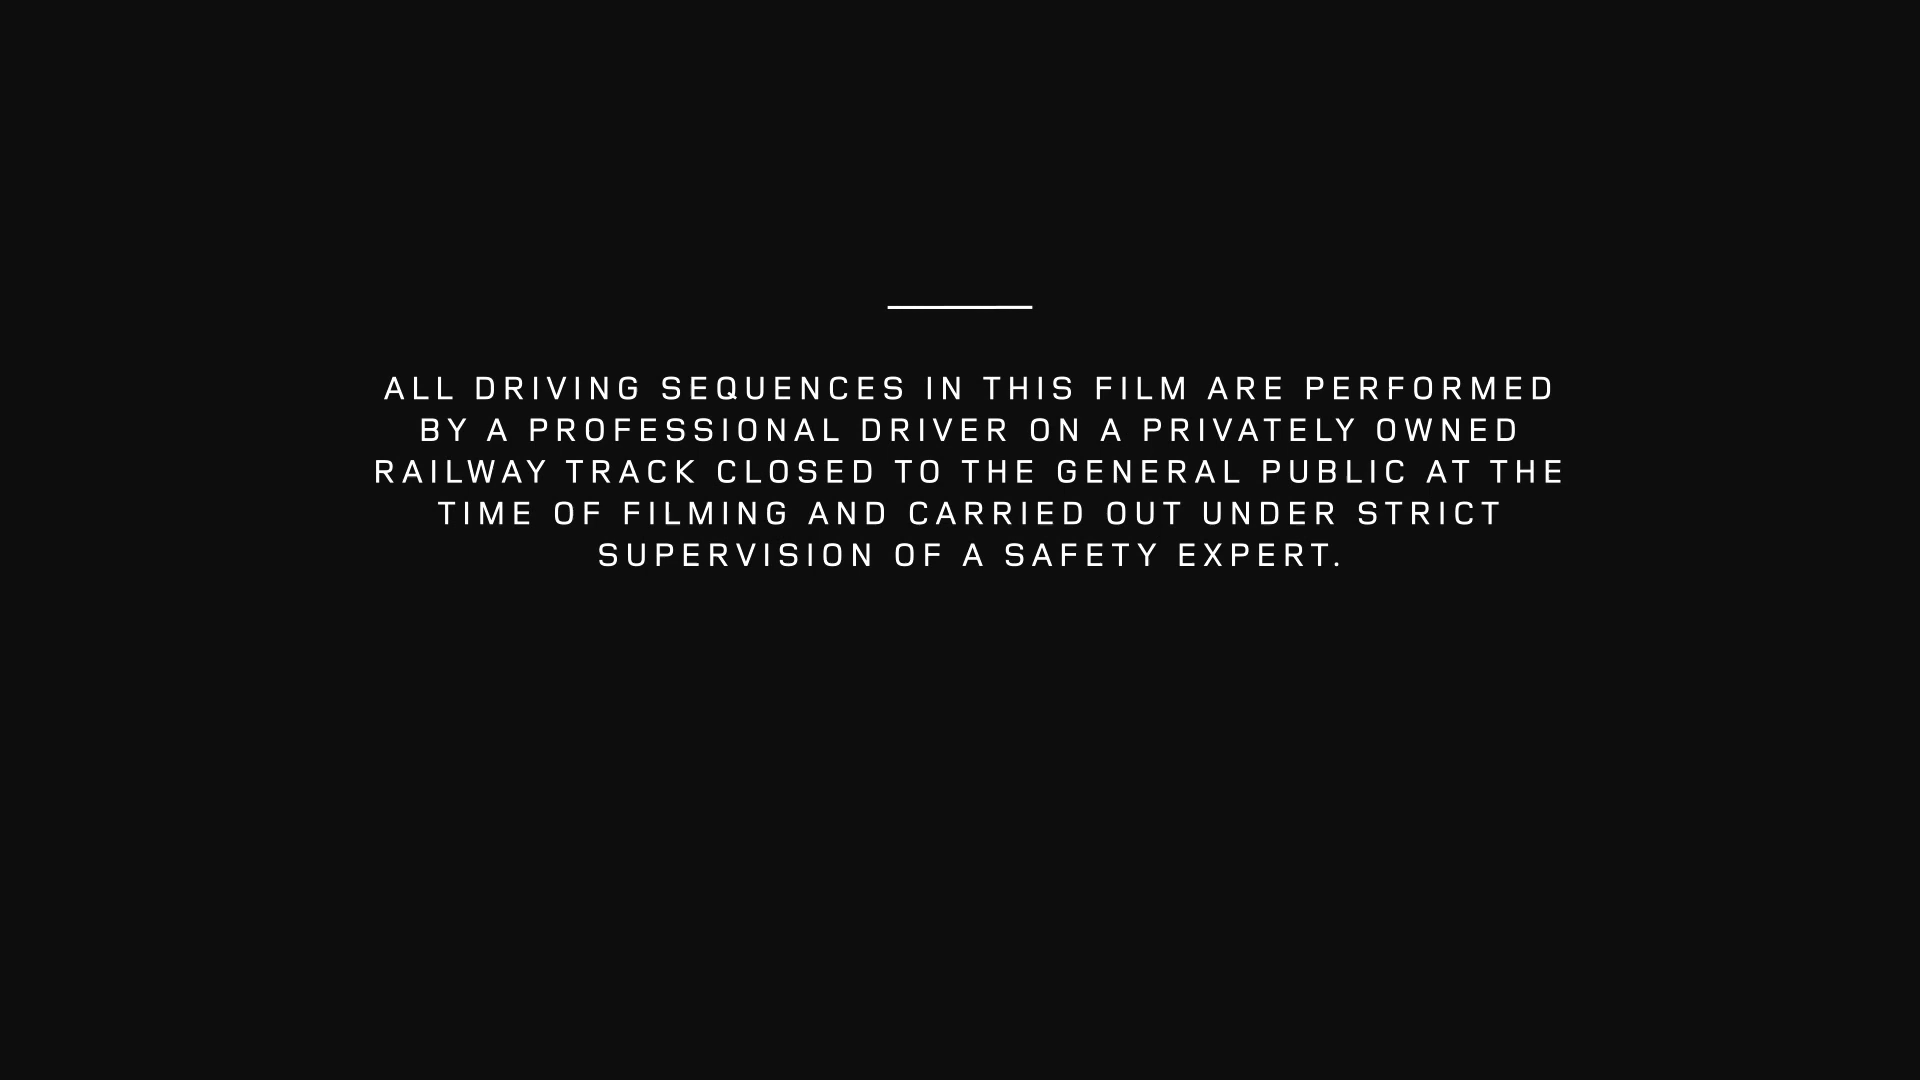 ALL DRIVING SEQUENCES IN THIS FILM ARE PERFORMED
BY A PROFESSIONAL DRIVER ON A PRIVATELY OWNED
RAILWAY TRACK CLOSED TO THE GENERAL PUBLIC AT THE
TIME OF FILMING AND CARRIED OUT UNDER STRICT
SUPERVISION OF A SAFETY EXPERT.